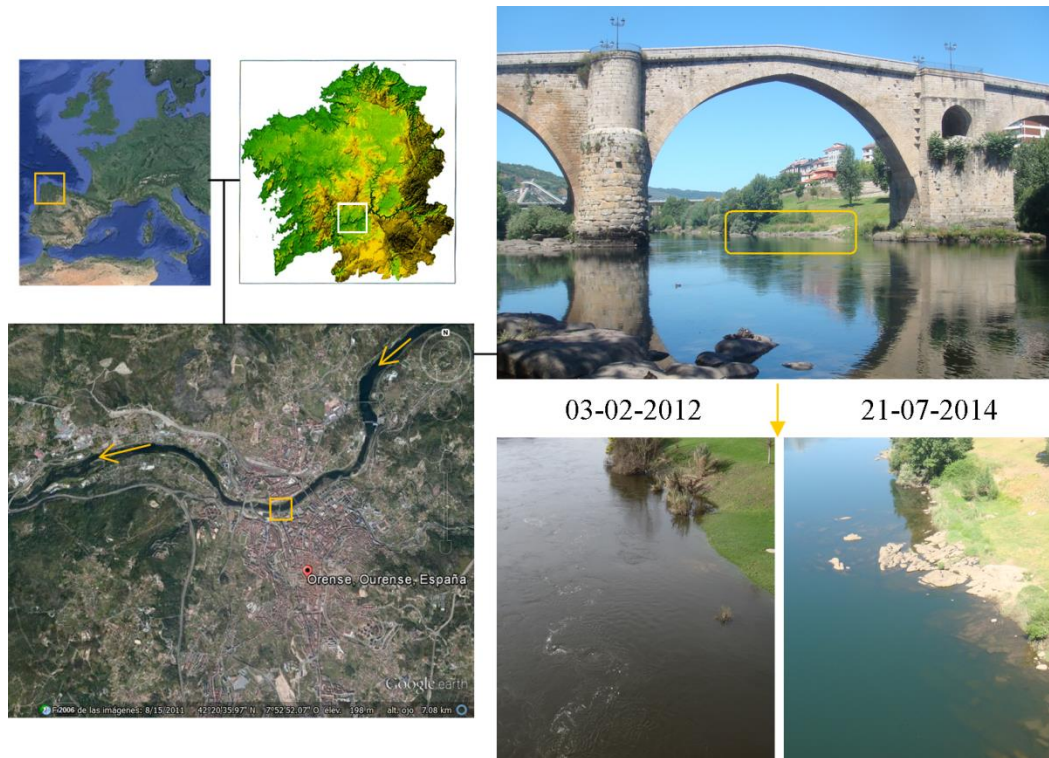 03-02-2012
21-07-2014
N
Orense, Ourense, España
Google earth
2006 de las imágenes: 8/15 2011 42°20'35.97" N 7°52'52.07" O elev. 198 m alt. ojo 7.08 km